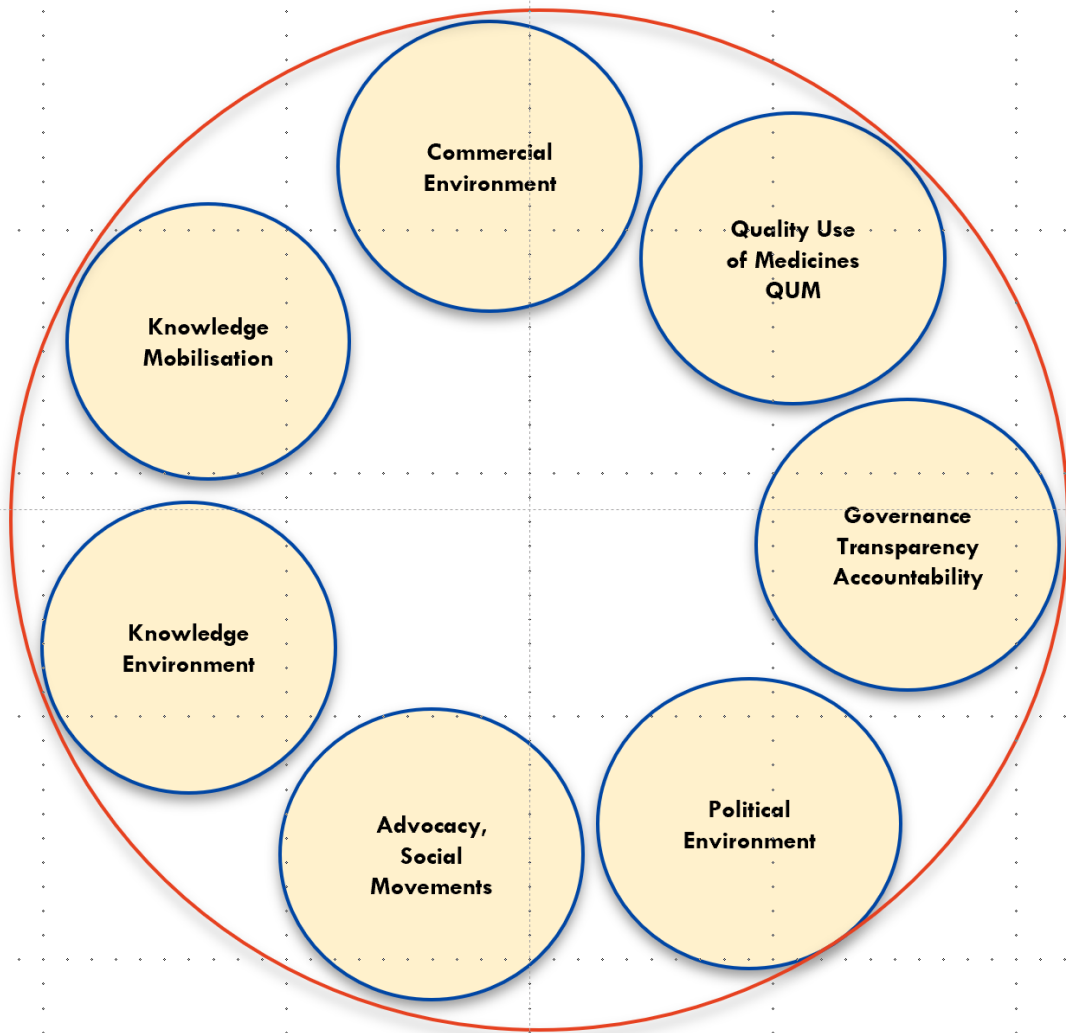 Commercial
Environment
Quality Use
of Medicines
QUM
Knowledge
Mobilisation
Governance
Transparency
Accountability
Knowledge
Environment
Political
Environment
Advocacy,
Social
Movements